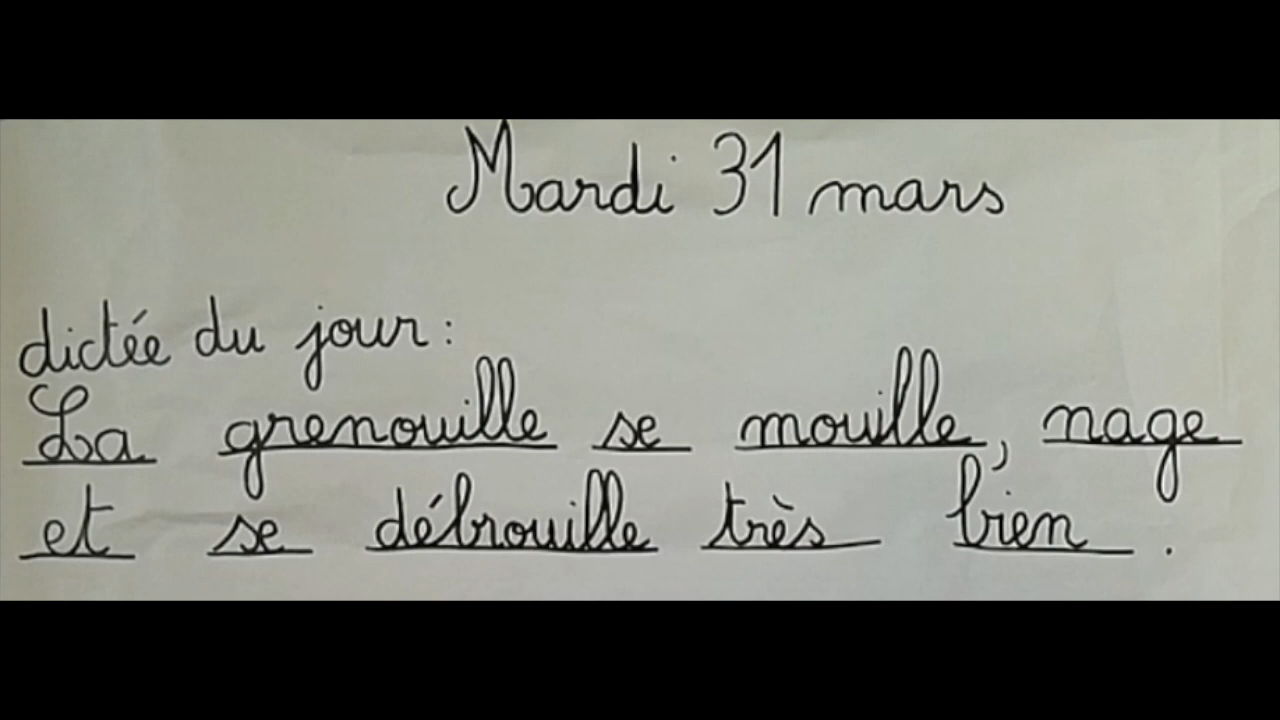 Mardi 31 mars
dictée du jour :
La grenouille se mouille, nage
et se débrouille très bien.